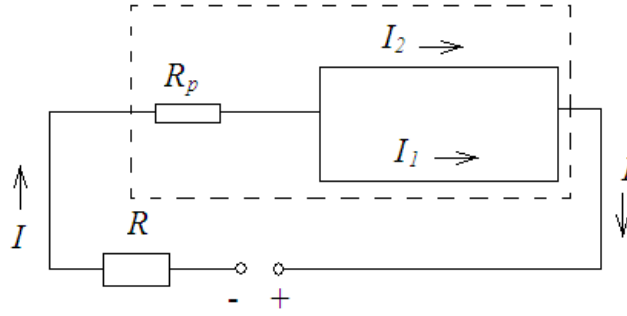 I₂
Rₚ
I₁ I
I R
- +